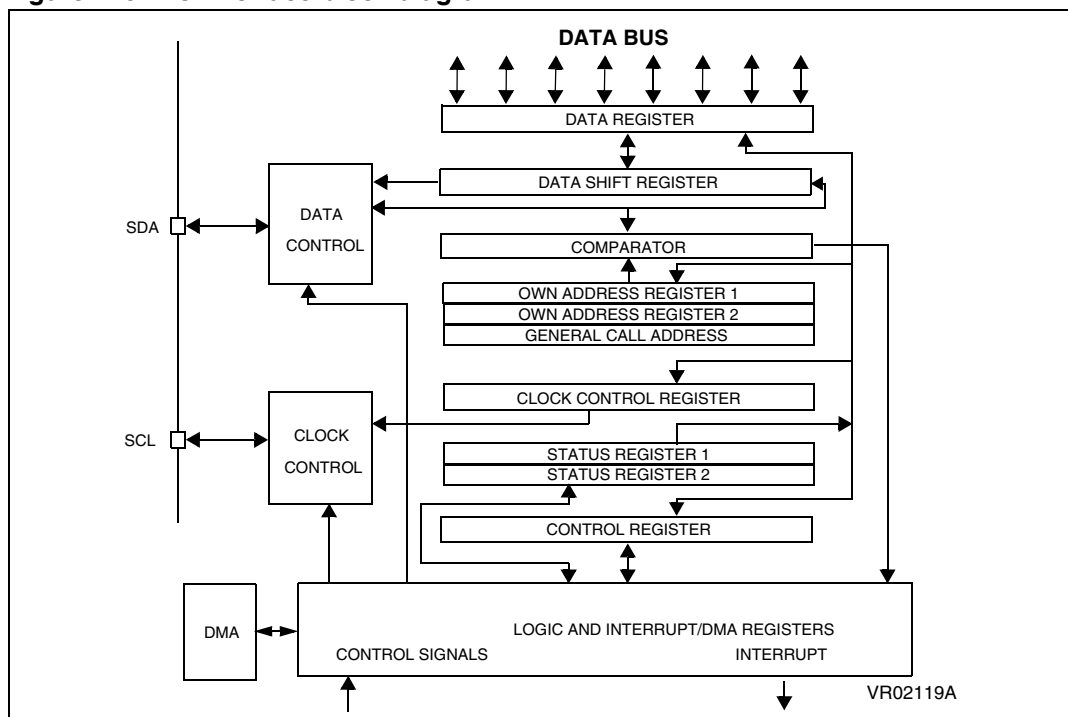 DATA BUS
DATA REGISTER
DATA SHIFT REGISTER
DATA
CONTROL
SDA
COMPARATOR
OWN ADDRESS REGISTER 1
OWN ADDRESS REGISTER 2
GENERAL CALL ADDRESS
CLOCK CONTROL REGISTER
SCL
CLOCK
CONTROL
STATUS REGISTER 1
STATUS REGISTER 2
CONTROL REGISTER
DMA
LOGIC AND INTERRUPT/DMA REGISTERS
CONTROL SIGNALS
INTERRUPT
VR02119A